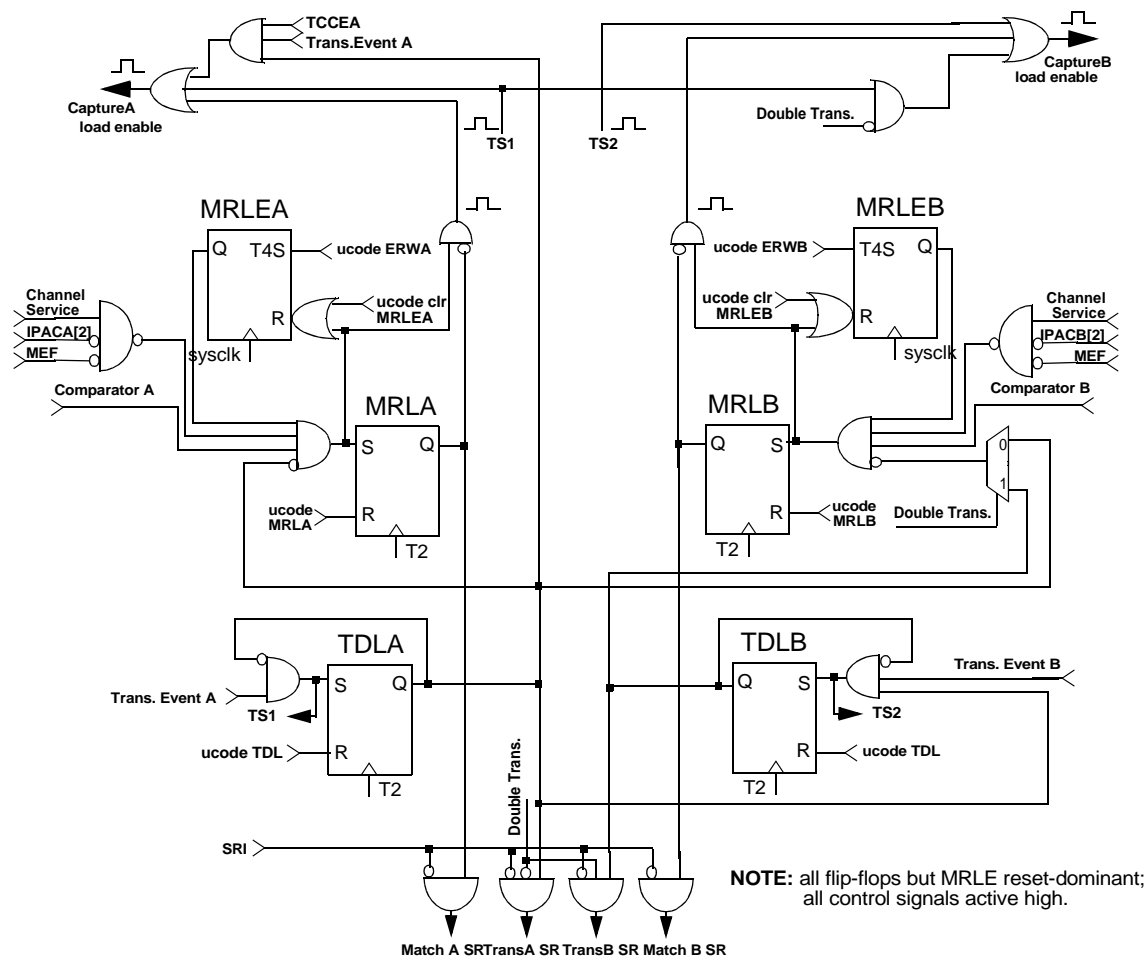 TCCEA
Trans.Event A
CaptureA
load enable
TS1
TS2
Double Trans.
CaptureB
load enable
MRLEA
Q
T4S
R
sysclk
ucode ERWA
ucode clr
MRLEA
MRLEB
ucode ERWB
T4S
Q
R
sysclk
ucode clr
MRLEB
Channel
Service
IPACA[2]
MEF
Comparator A
Channel
Service
IPACB[2]
MEF
Comparator B
MRLA
S
Q
R
T2
ucode
MRLA
MRLB
Q
S
R
T2
ucode
MRLB
0
1
Double Trans.
TDLA
S
Q
R
T2
Trans. Event A
TS1
ucode TDL
TDLB
Q
S
R
T2
Trans. Event B
TS2
ucode TDL
Double Trans.
SRI
Match A SR
TransA SR
TransB SR
Match B SR
NOTE: all flip-flops but MRLE reset-dominant;
all control signals active high.